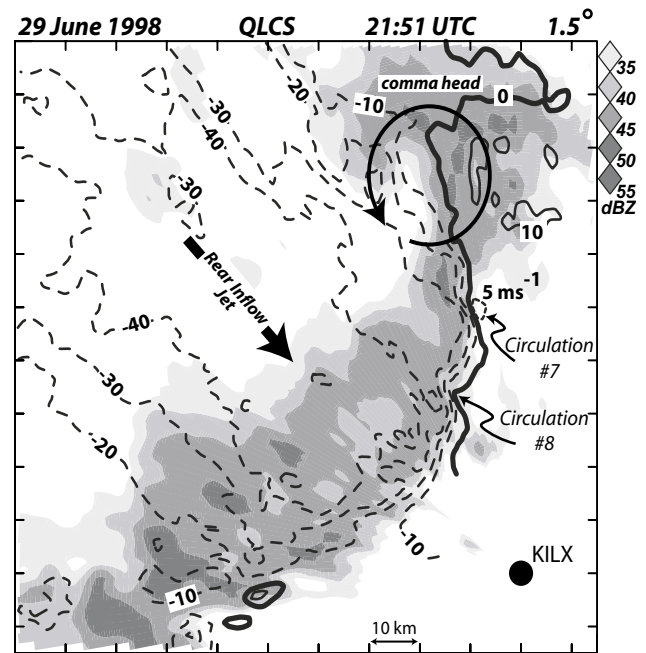 29 June 1998 QLCS 21:51 UTC 1.5°
35
40
45
50
55
dBZ
comma head
-20
-10
0
-30
-40
-30
10
Rear Inflow
Jet
5 ms-1
Circulation
#7
-40
-30
Circulation
#8
-20
-10
KILX
-10
10 km